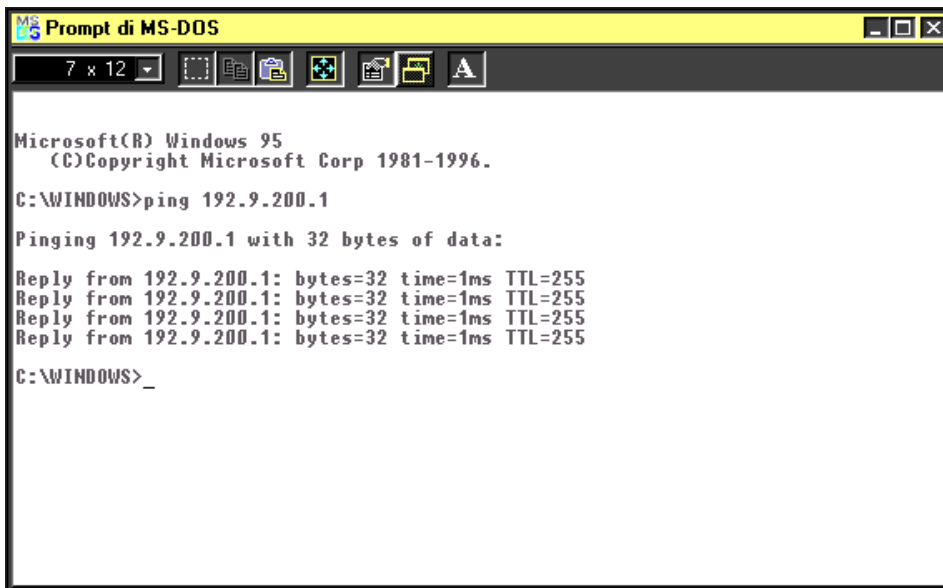 Prompt di MS-DOS
7 x 12
A
Microsoft(R) Windows 95
(C)Copyright Microsoft Corp 1981-1996.
C:\WINDOWS>ping 192.9.200.1
Pinging 192.9.200.1 with 32 bytes of data:
Reply from 192.9.200.1: bytes=32 time=1ms TTL=255
Reply from 192.9.200.1: bytes=32 time=1ms TTL=255
Reply from 192.9.200.1: bytes=32 time=1ms TTL=255
Reply from 192.9.200.1: bytes=32 time=1ms TTL=255
C:\WINDOWS>_